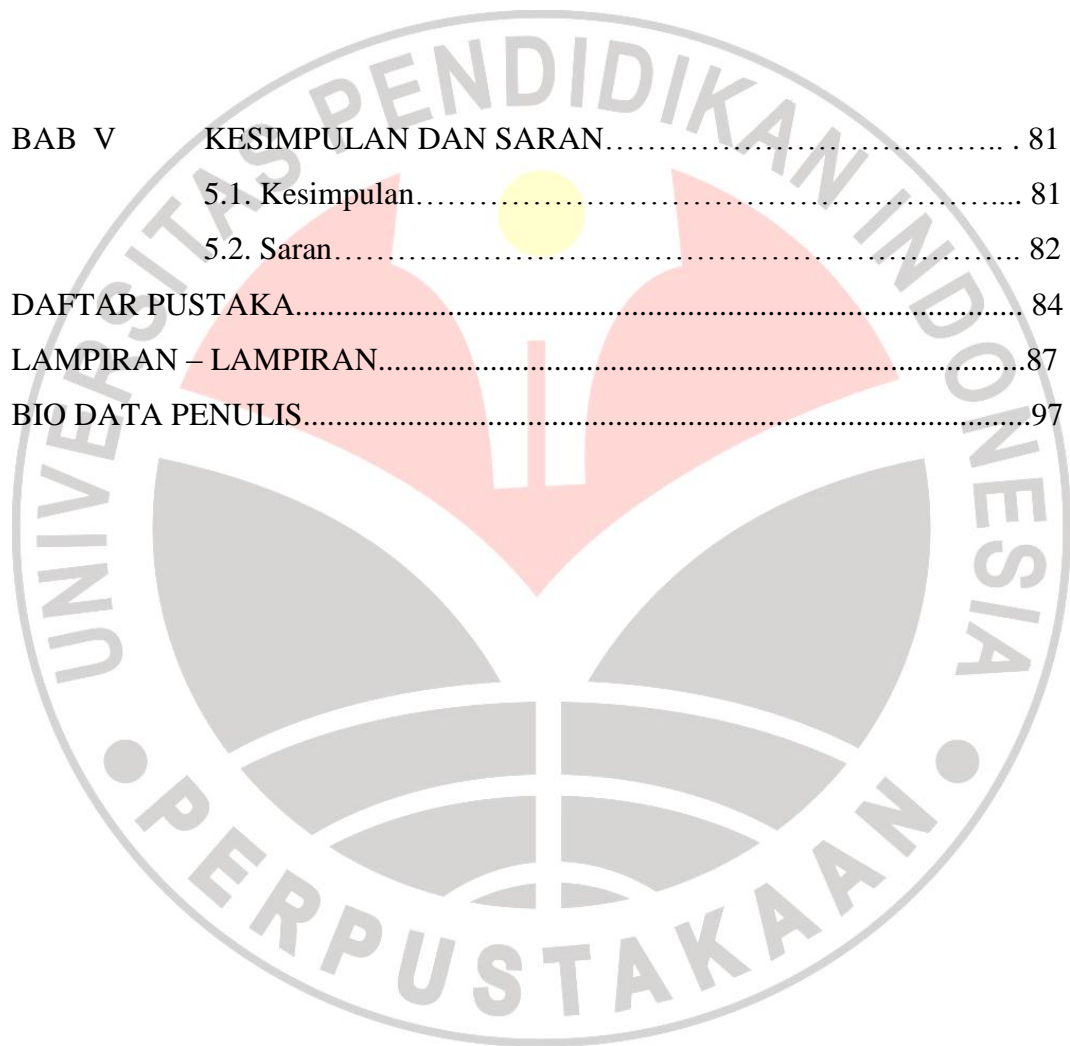 BAB V KESIMPULAN DAN SARAN……………………………….. . 81
5.1. Kesimpulan………………………………………………….... 81
5.2. Saran……………………………………………………….. 82
DAFTAR PUSTAKA............................................................................. 84
LAMPIRAN – LAMPIRAN....................................................................87
BIO DATA PENULIS............................................................................97
UNIVERSITAS PENDIDIKAN INDONESIA
PERPUSTAKAAN